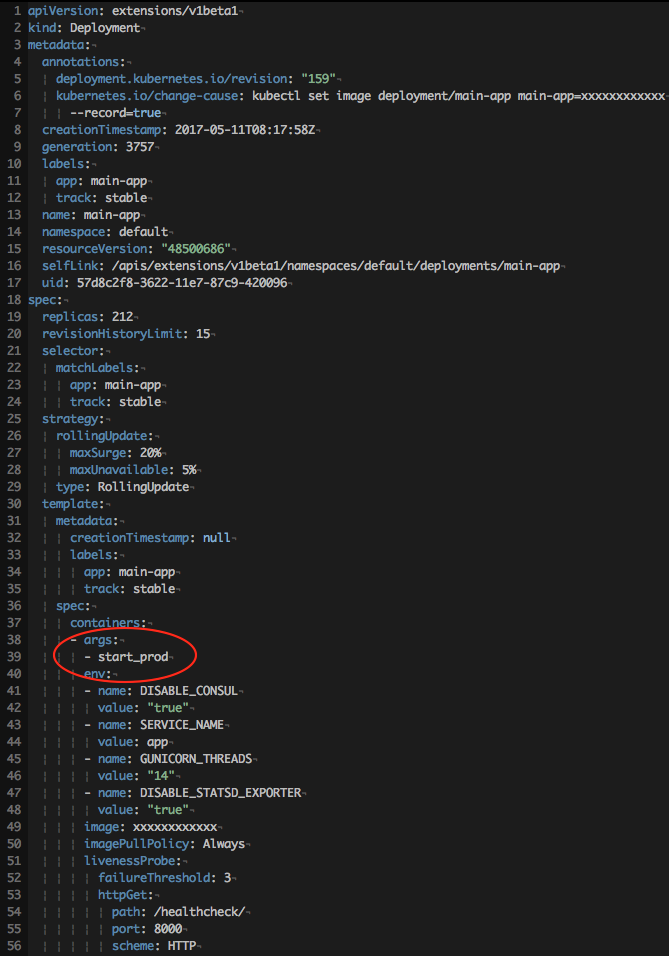 1 apiVersion: extensions/v1beta1
2 kind: Deployment
3 metadata:
4 annotations:
5 deployment.kubernetes.io/revision: "159"
6 kubernetes.io/change-cause: kubectl set image deployment/main-app main-app=xxxxxxxxxxxx
7 --record=true
8 creationTimestamp: 2017-05-11T08:17:58Z
9 generation: 3757
10 labels:
11 app: main-app
12 track: stable
13 name: main-app
14 namespace: default
15 resourceVersion: "48500686"
16 selfLink: /apis/extensions/v1beta1/namespaces/default/deployments/main-app
17 uid: 57d8c2f8-3622-11e7-87c9-420096
18 spec:
19 replicas: 212
20 revisionHistoryLimit: 15
21 selector:
22 matchLabels:
23 app: main-app
24 track: stable
25 strategy:
26 rollingUpdate:
27 maxSurge: 20%
28 maxUnavailable: 5%
29 type: RollingUpdate
30 template:
31 metadata:
32 creationTimestamp: null
33 labels:
34 app: main-app
35 track: stable
36 spec:
37 containers:
38 - args:
39 - start_prod
40 env:
41 - name: DISABLE_CONSUL
42 value: "true"
43 - name: SERVICE_NAME
44 value: app
45 - name: GUNICORN_THREADS
46 value: "14"
47 - name: DISABLE_STATSD_EXPORTER
48 value: "true"
49 image: xxxxxxxxxxxx
50 imagePullPolicy: Always
51 livenessProbe:
52 failureThreshold: 3
53 httpGet:
54 path: /healthcheck/
55 port: 8000
56 scheme: HTTP